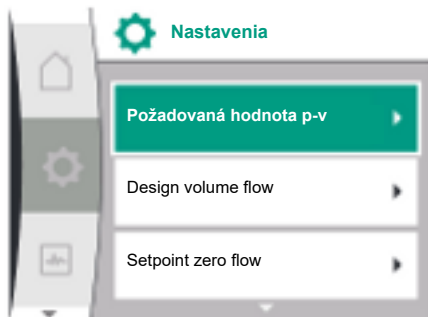 Nastavenia
Požadovaná hodnota p-v
Design volume flow
Setpoint zero flow